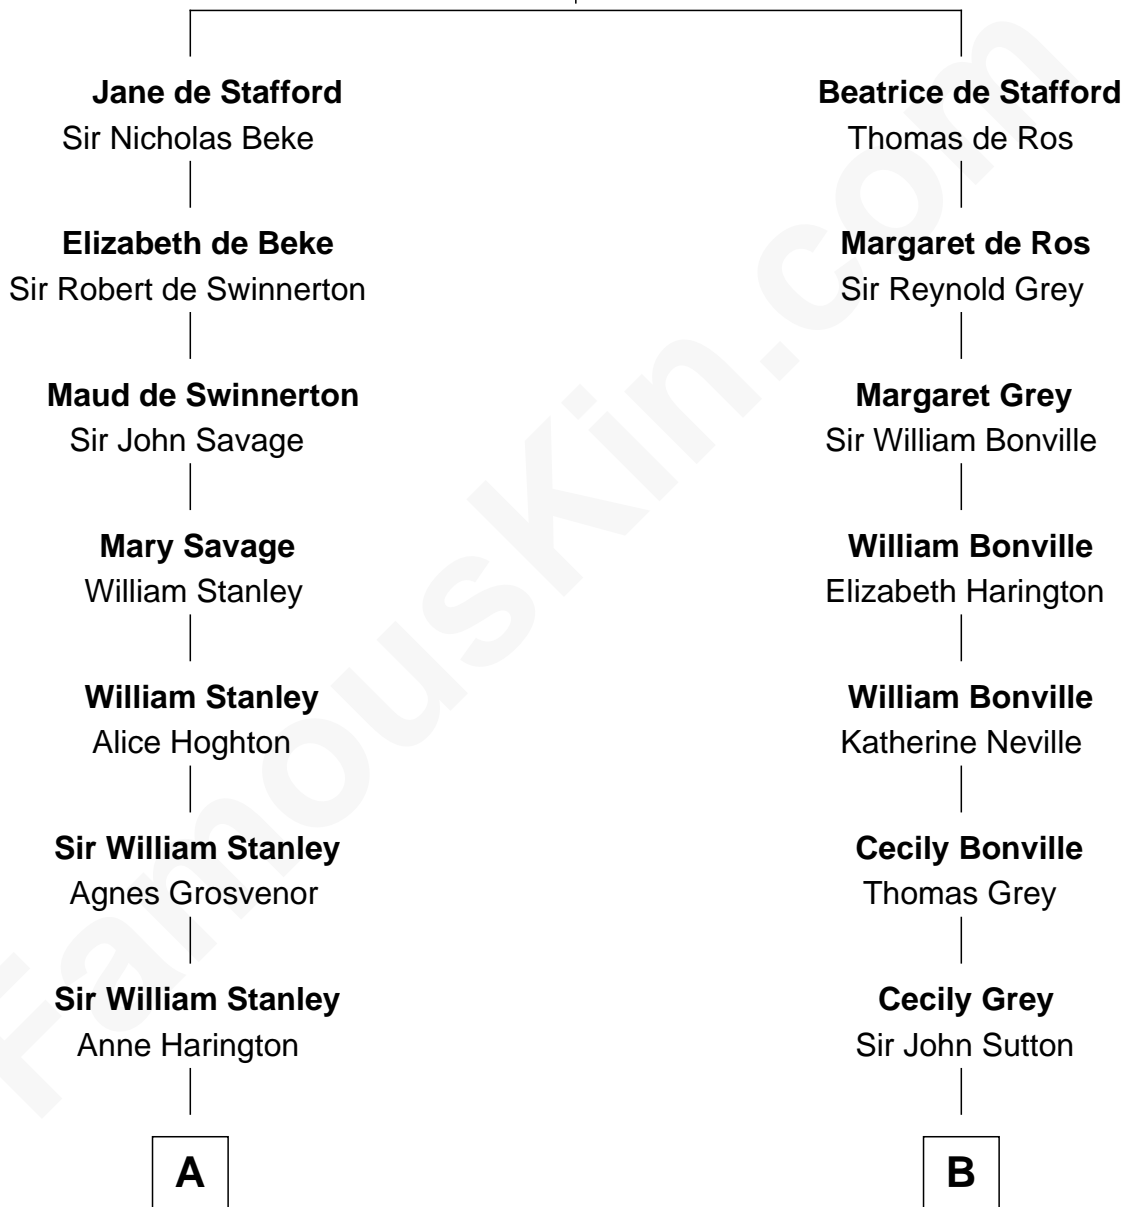 Jane de Stafford
Sir Nicholas Beke
Elizabeth de Beke
Sir Robert de Swinnerton
Maud de Swinnerton
Sir John Savage
Mary Savage
William Stanley
William Stanley
Alice Hoghton
Sir William Stanley
Agnes Grosvenor
Sir William Stanley
Anne Harington
A
Beatrice de Stafford
Thomas de Ros
Margaret de Ros
Sir Reynold Grey
Margaret Grey
Sir William Bonville
William Bonville
Elizabeth Harington
William Bonville
Katherine Neville
Cecily Bonville
Thomas Grey
Cecily Grey
Sir John Sutton
B
FamousKin.com